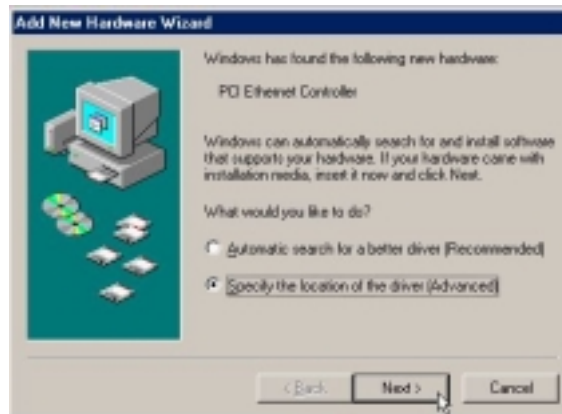 Add New Hardware Wizard
Windows has found the following new hardware:
PCI Ethernet Controller
Windows can automatically search for and install software
that supports your hardware. If your hardware came with
installation media, insert it now and click Next.
What would you like to do?
Automatic search for a better driver (Recommended)
Specify the location of the driver (Advanced)
< Back
Next >
Cancel